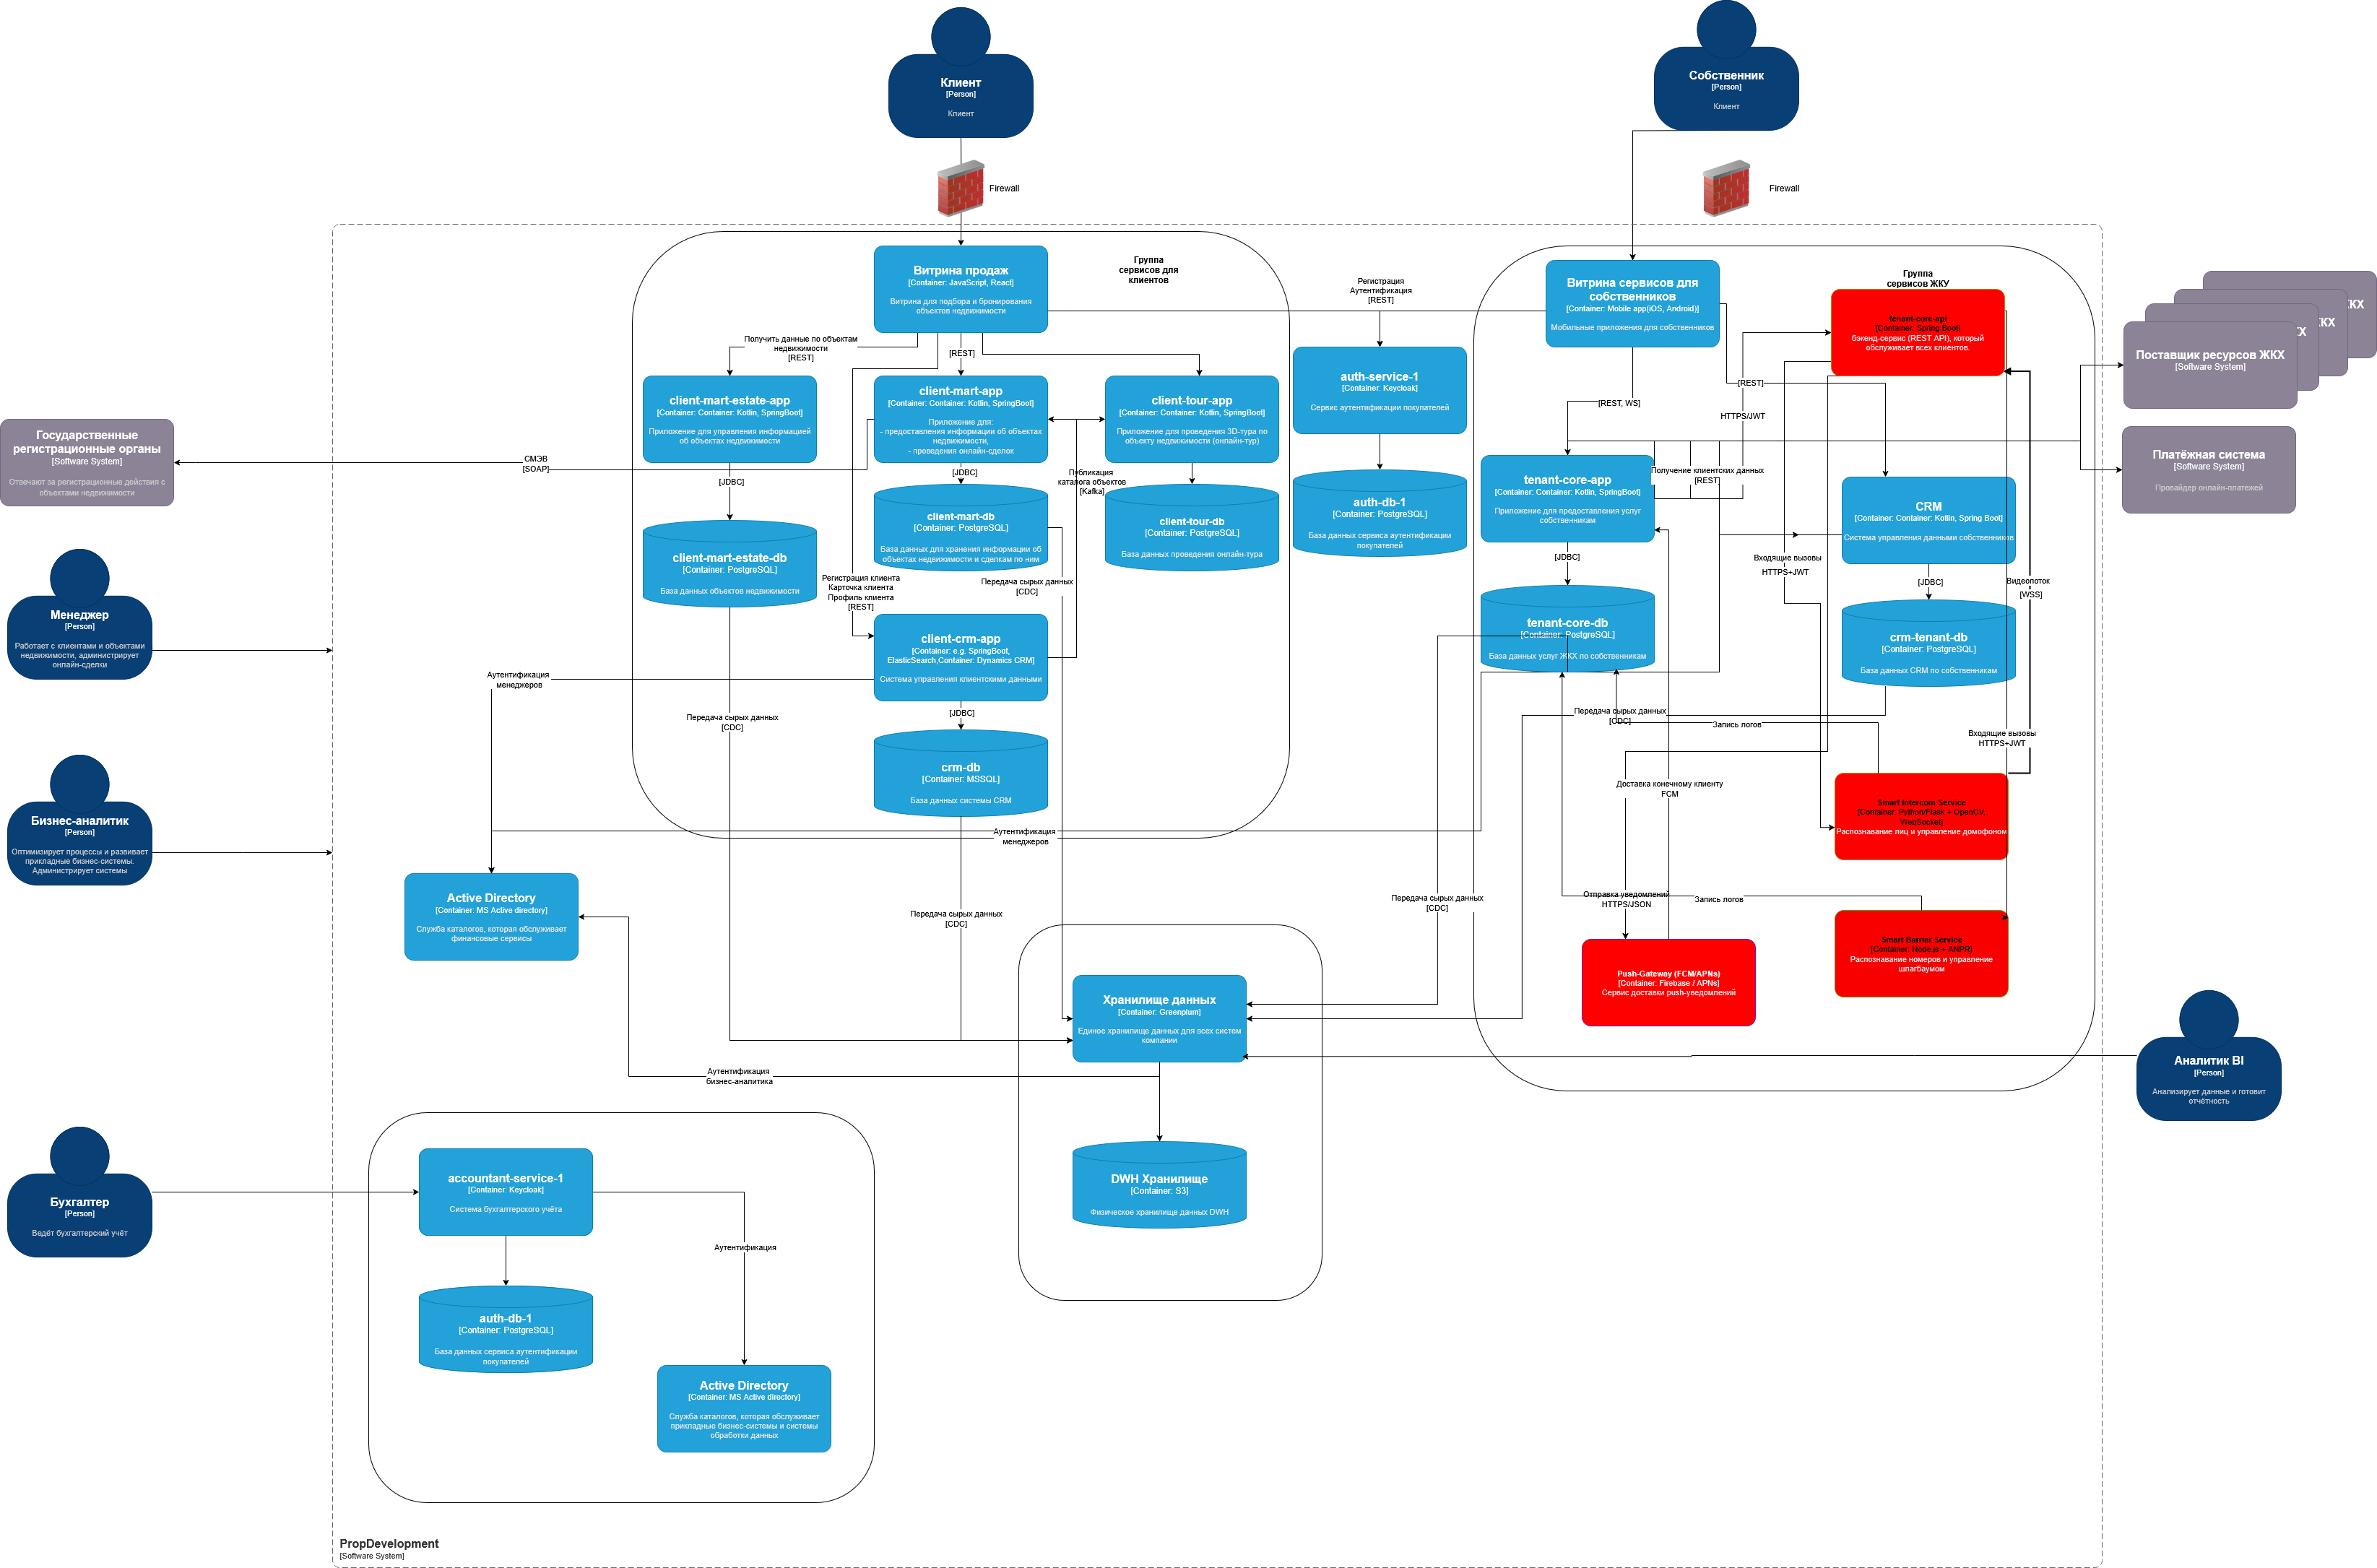 Клиент
[Person]
Клиент
Собственник
[Person]
Клиент
Firewall
Firewall
Витрина продаж
[Container: JavaScript, React]
Витрина для подбора и бронирования
объектов недвижимости
Группа
сервисов для
клиентов
Регистрация
Аутентификация
[REST]
Витрина сервисов для
собственников
[Container: Mobile app(iOS, Android)]
Мобильные приложения для собственников
Группа
сервисов ЖКУ
tenant-core-api
[Container: Spring Boot]
бэкенд-сервис (REST API), который
обслуживает всех клиентов.
ЖКХ
КХ
ГХ
Поставщик ресурсов ЖКХ
[Software System]
Получить данные по объектам
недвижимости
[REST]
[REST]
[REST]
[REST, WS]
HTTPS/JWT
client-mart-estate-app
[Container: Container: Kotlin, SpringBoot]
Приложение для управления информацией
об объектах недвижимости
client-mart-app
[Container: Container: Kotlin, SpringBoot]
Приложение для:
- предоставления информации об объектах
недвижимости,
- проведения онлайн-сделок
client-tour-app
[Container: Container: Kotlin, SpringBoot]
Приложение для проведения 3D-тура по
объекту недвижимости (онлайн-тур)
auth-service-1
[Container: Keycloak]
Сервис аутентификации покупателей
Государственные
регистрационные органы
[Software System]
Отвечают за регистрационные действия с
объектами недвижимости
СМЭВ
[SOAP]
[JDBC]
[JDBC]
Публикация
каталога объектов
[Kafka]
Получение клиентских данных
[REST]
Платёжная система
[Software System]
Провайдер онлайн-платежей
tenant-core-app
[Container: Container: Kotlin, SpringBoot]
Приложение для предоставления услуг
собственникам
CRM
[Container: Container: Kotlin, Spring Boot]
Система управления данными собственников
client-mart-db
[Container: PostgreSQL]
База данных для хранения информации об
объектах недвижимости и сделкам по ним
client-tour-db
[Container: PostgreSQL]
База данных проведения онлайн-тура
auth-db-1
[Container: PostgreSQL]
База данных сервиса аутентификации
покупателей
client-mart-estate-db
[Container: PostgreSQL]
База данных объектов недвижимости
[JDBC]
Входящие вызовы
HTTPS+JWT
[JDBC]
Видеопоток
[WSS]
Регистрация клиента
Карточка клиента
Профиль клиента
[REST]
Передача сырых данных
[CDC]
Менеджер
[Person]
Работает с клиентами и объектами
недвижимости, администрирует
онлайн-сделки
client-crm-app
[Container: e.g. SpringBoot,
ElasticSearch,Container: Dynamics CRM]
Система управления клиентскими данными
tenant-core-db
[Container: PostgreSQL]
База данных услуг ЖКХ по собственникам
crm-tenant-db
[Container: PostgreSQL]
База данных CRM по собственникам
Аутентификация
менеджеров
Передача сырых данных
[CDC]
[JDBC]
Передача сырых данных
[CDC]
Запись логов
Входящие вызовы
HTTPS+JWT
crm-db
[Container: MSSQL]
База данных системы CRM
Доставка конечному клиенту
FCM
Smart Intercom Service
[Container: Python/Flask + OpenCV,
WebSocket]
Распознавание лиц и управление домофоном
Бизнес-аналитик
[Person]
Оптимизирует процессы и развивает
прикладные бизнес-системы.
Администрирует системы
Аутентификация
менеджеров
Active Directory
[Container: MS Active directory]
Служба каталогов, которая обслуживает
финансовые сервисы
Передача сырых данных
[CDC]
Передача сырых данных
[CDC]
Отправка уведомлений
HTTPS/JSON
Запись логов
Smart Barrier Service
[Container: Node.js + ANPR]
Распознавание номеров и управление
шлагбаумом
Push-Gateway (FCM/APNs)
[Container: Firebase / APNs]
Сервис доставки push-уведомлений
Хранилище данных
[Container: Greenplum]
Единое хранилище данных для всех систем
компании
Аутентификация
бизнес-аналитика
Аналитик BI
[Person]
Анализирует данные и готовит
отчётность
DWH Хранилище
[Container: S3]
Физическое хранилище данных DWH
Бухгалтер
[Person]
Ведёт бухгалтерский учёт
accountant-service-1
[Container: Keycloak]
Система бухгалтерского учёта
Аутентификация
auth-db-1
[Container: PostgreSQL]
База данных сервиса аутентификации
покупателей
Active Directory
[Container: MS Active directory]
Служба каталогов, которая обслуживает
прикладные бизнес-системы и системы
обработки данных
PropDevelopment
[Software System]